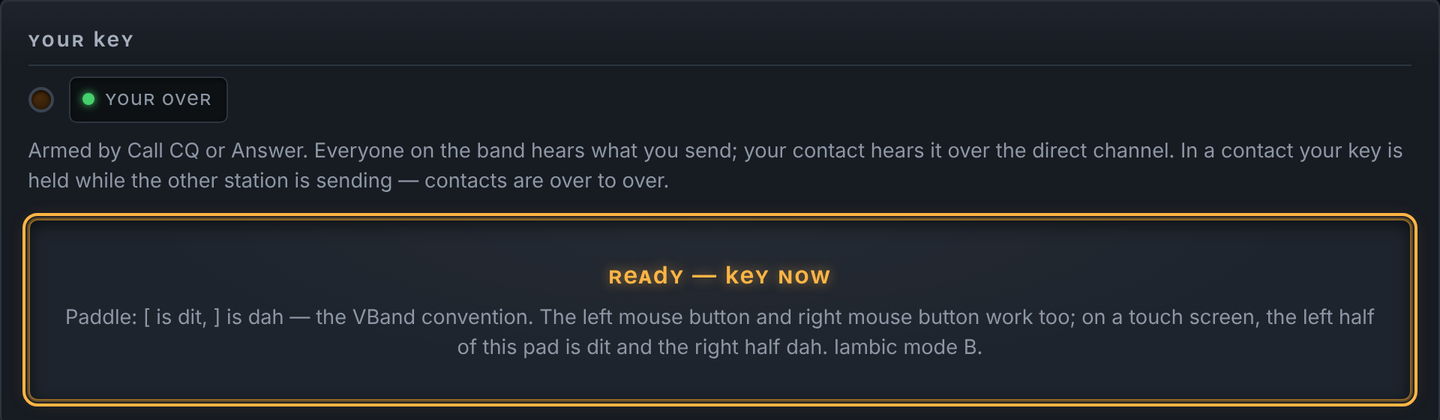 YOUR KEY
YOUR OVER
Armed by Call CQ or Answer. Everyone on the band hears what you send; your contact hears it over the direct channel. In a contact your key is
held while the other station is sending — contacts are over to over.
READY — KEY NOW
Paddle: [ is dit, ] is dah — the VBand convention. The left mouse button and right mouse button work too; on a touch screen, the left half
of this pad is dit and the right half dah. Iambic mode B.